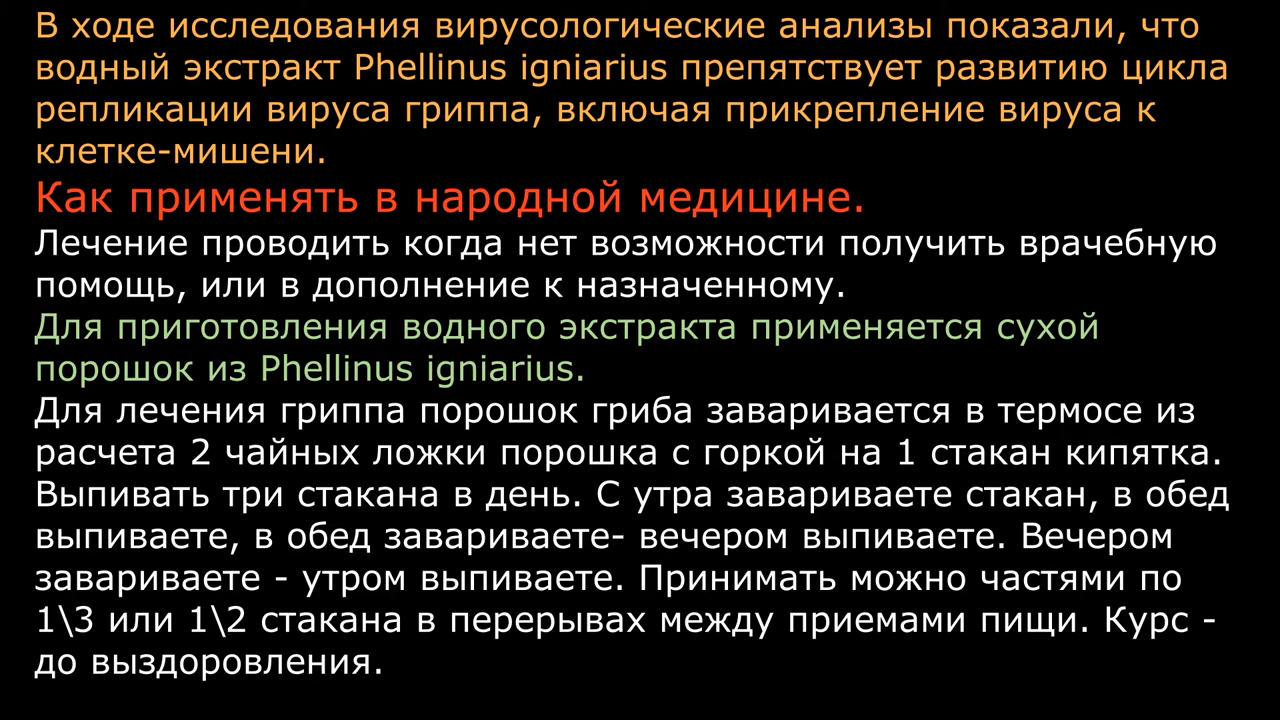 В ходе исследования вирусологические анализы показали, что
водный экстракт Phellinus igniarius препятствует развитию цикла
репликации вируса гриппа, включая прикрепление вируса к
клетке-мишени.
Как применять в народной медицине.
Лечение проводить когда нет возможности получить врачебную
помощь, или в дополнение к назначенному.
Для приготовления водного экстракта применяется сухой
порошок из Phellinus igniarius.
Для лечения гриппа порошок гриба заваривается в термосе из
расчета 2 чайных ложки порошка с горкой на 1 стакан кипятка.
Выпивать три стакана в день. С утра завариваете стакан, в обед
выпиваете, в обед завариваете- вечером выпиваете. Вечером
завариваете - утром выпиваете. Принимать можно частями по
1\3 или 1\2 стакана в перерывах между приемами пищи. Курс -
до выздоровления.